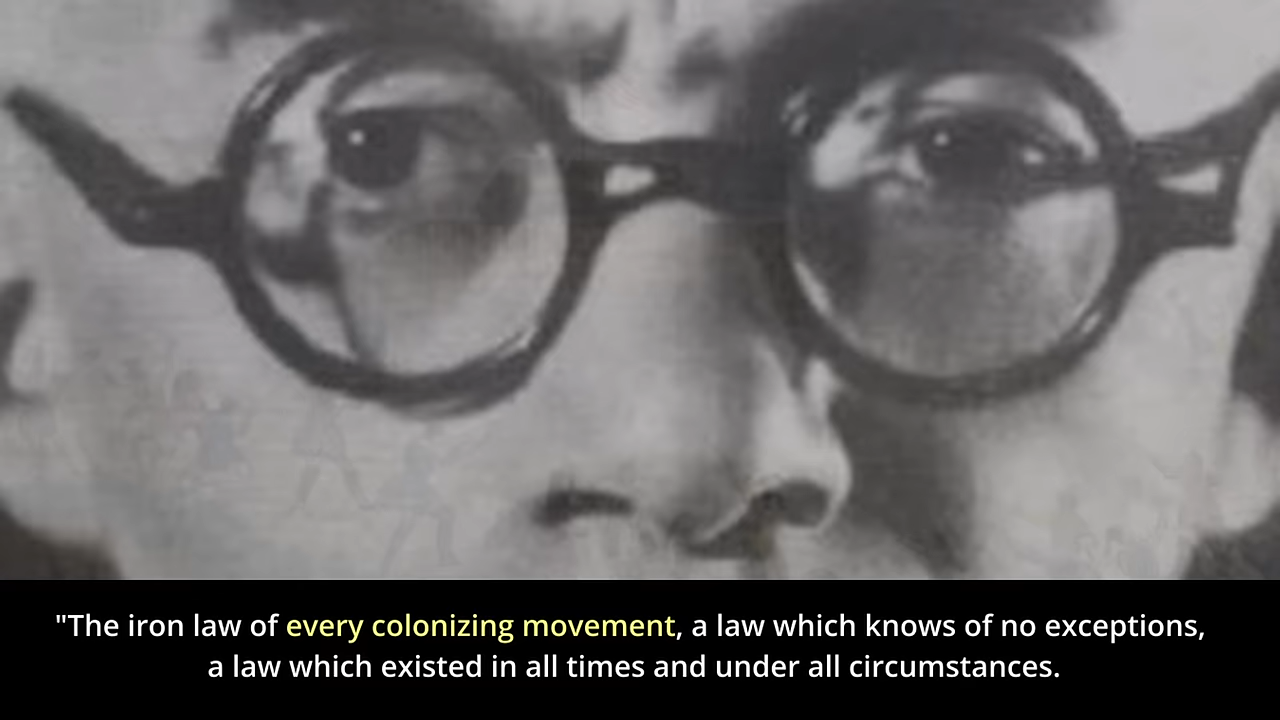 "The iron law of every colonizing movement, a law which knows of no exceptions,
a law which existed in all times and under all circumstances.